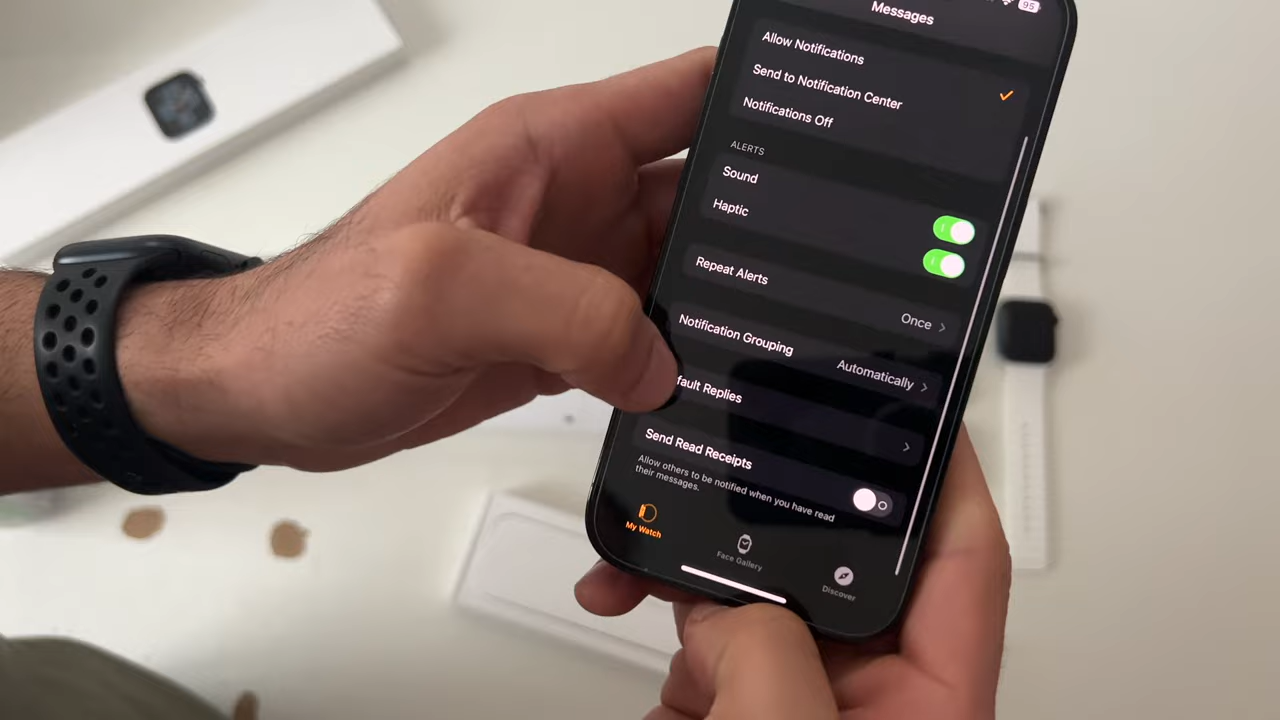 95
Messages
Allow Notifications
Send to Notification Center
Notifications Off
ALERTS
Sound
Haptic
Repeat Alerts
Once
Notification Grouping
Automatically
fault Replies
Send Read Receipts
Allow others to be notified when you have read
their messages.
My Watch
Face Gallery
Discover